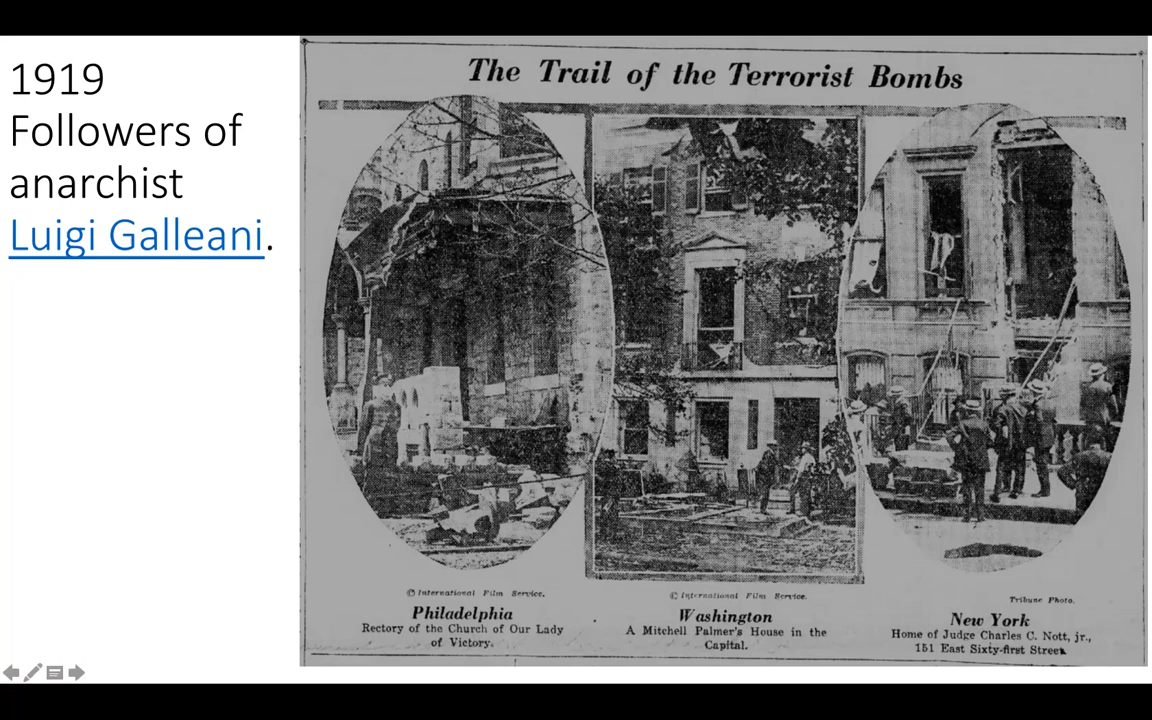 1919
Followers of
anarchist
Luigi Galleani.
The Trail of the Terrorist Bombs
© International Film Service.
Philadelphia
Rectory of the Church of Our Lady
of Victory.
© International Film Service.
Washington
A Mitchell Palmer's House in the
Capital.
Tribune Photo.
New York
Home of Judge Charles C. Nott, jr.,
151 East Sixty-first Street.